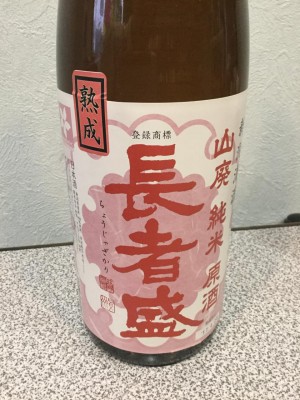 熟成
登録商標
山廃純米 原酒
長者盛
ちょうじゃざかり